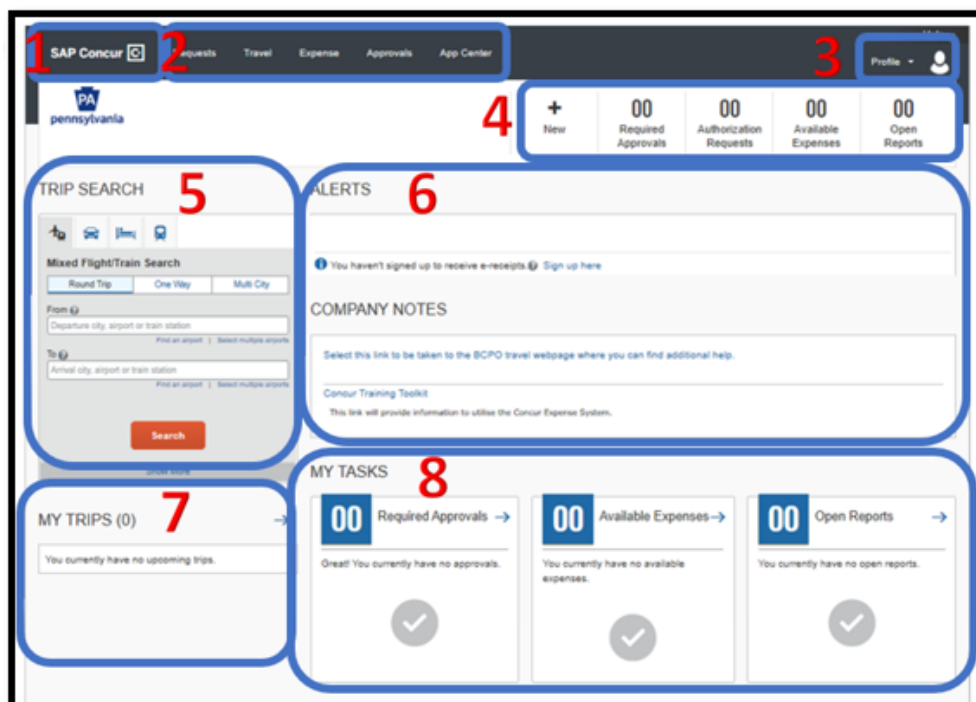 1
SAP Concur
2
Requests Travel Expense Approvals App Center
3
Profile
PA
pennsylvania
4
+ 00 00 00 00
New Required Approvals Authorization Requests Available Expenses Open Reports
TRIP SEARCH
5
Mixed Flight/Train Search
Round Trip One Way Multi City
From
Departure city, airport or train station
Find an airport | Select multiple airports
To
Arrival city, airport or train station
Find an airport | Select multiple airports
Search
Show More
ALERTS
6
You haven't signed up to receive e-receipts. Sign up here
COMPANY NOTES
Select this link to be taken to the BCPO travel webpage where you can find additional help.
Concur Training Toolkit
This link will provide information to utilise the Concur Expense System.
7
MY TRIPS (0) →
You currently have no upcoming trips.
MY TASKS
8
00 Required Approvals →
Great! You currently have no approvals.
00 Available Expenses →
You currently have no available
expenses.
00 Open Reports →
You currently have no open reports.